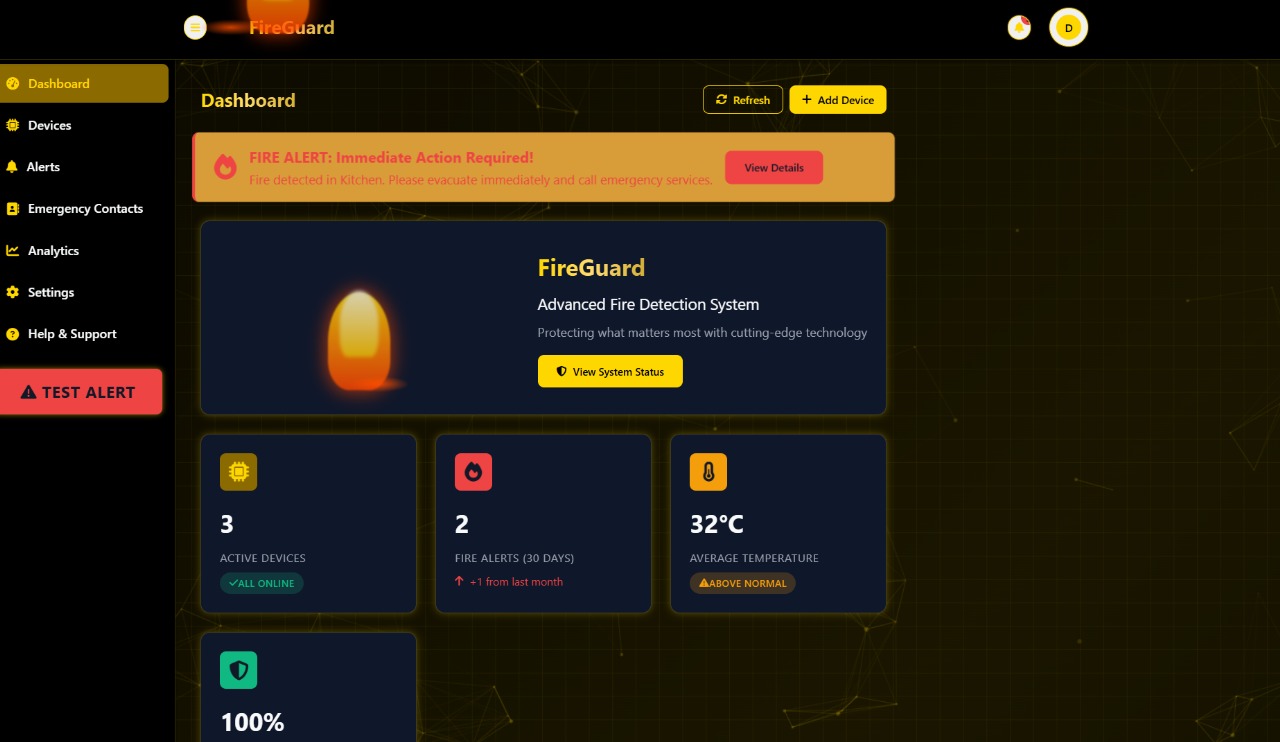 FireGuard
D
Dashboard
Devices
Alerts
Emergency Contacts
Analytics
Settings
Help & Support
TEST ALERT
Dashboard
Refresh
Add Device
FIRE ALERT: Immediate Action Required!
Fire detected in Kitchen. Please evacuate immediately and call emergency services.
View Details
FireGuard
Advanced Fire Detection System
Protecting what matters most with cutting-edge technology
View System Status
3
ACTIVE DEVICES
ALL ONLINE
2
FIRE ALERTS (30 DAYS)
+1 from last month
32°C
AVERAGE TEMPERATURE
ABOVE NORMAL
100%